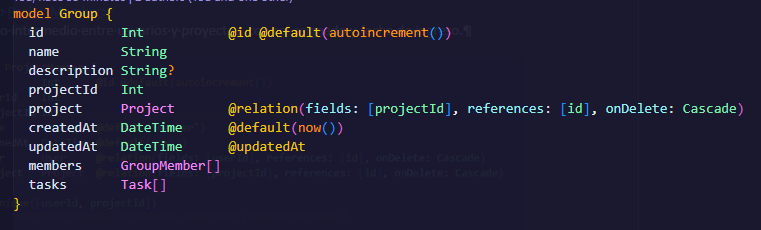 model Group {
id Int @id @default(autoincrement())
name String
description String?
projectId Int
project Project @relation(fields: [projectId], references: [id], onDelete: Cascade)
createdAt DateTime @default(now())
updatedAt DateTime @updatedAt
members GroupMember[]
tasks Task[]
}